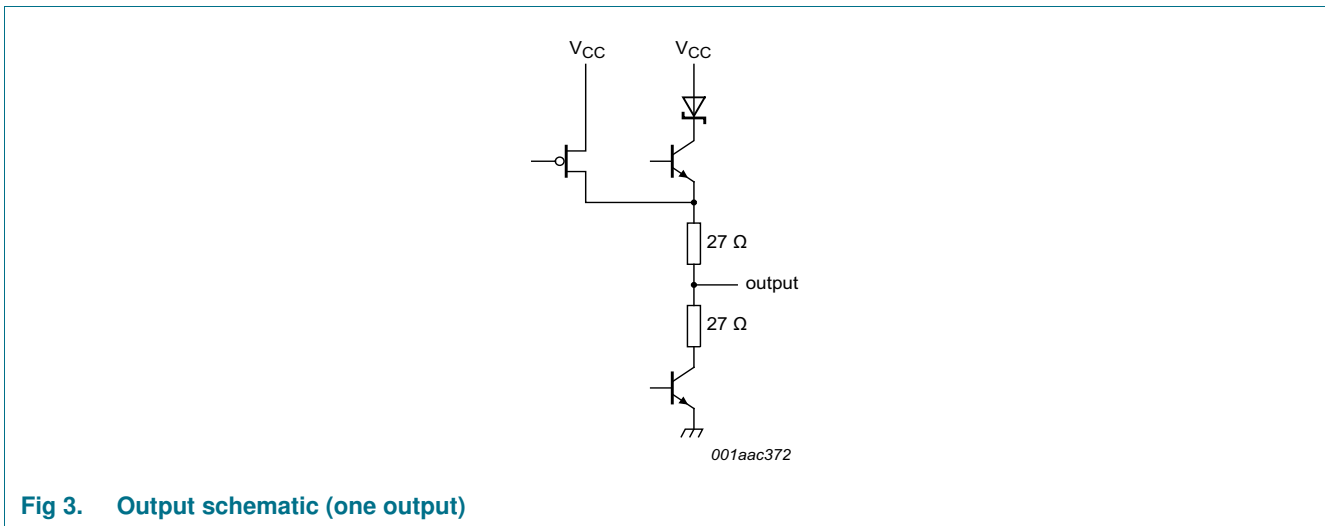 VCC VCC
27 Ω
output
27 Ω
001aac372
Fig 3. Output schematic (one output)